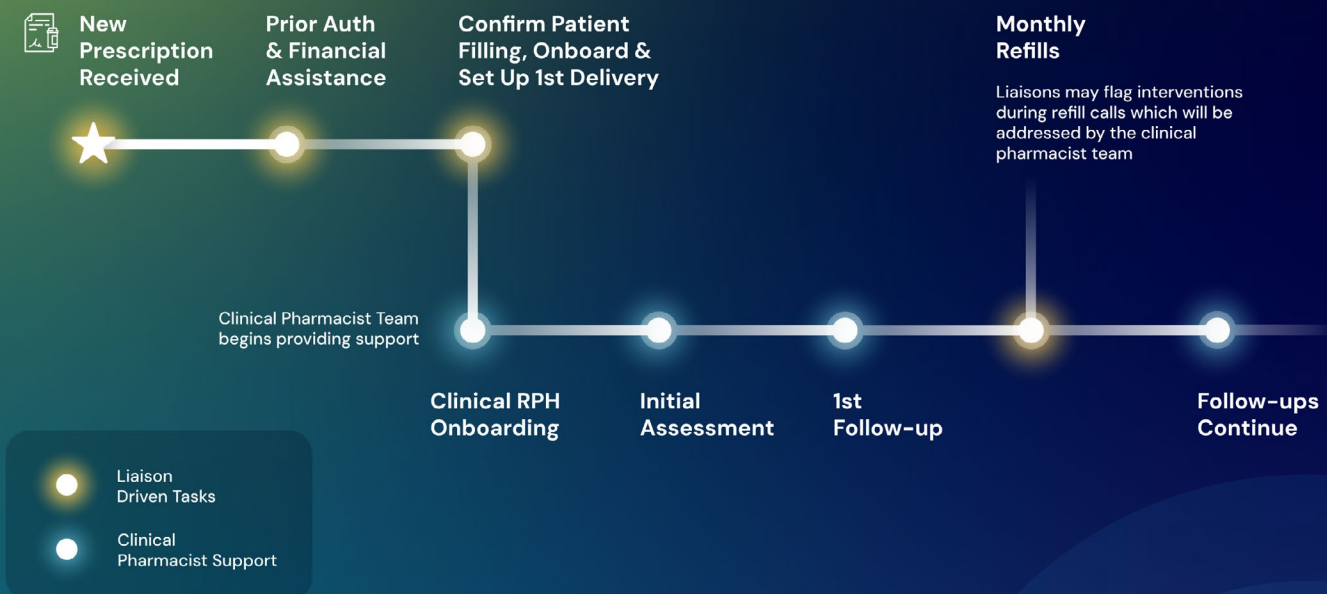 New
Prescription
Received
Prior Auth
& Financial
Assistance
Confirm Patient
Filling, Onboard &
Set Up 1st Delivery
Monthly
Refills
Liaisons may flag interventions
during refill calls which will be
addressed by the clinical
pharmacist team
Clinical Pharmacist Team
begins providing support
Clinical RPH
Onboarding
Initial
Assessment
1st
Follow-up
Follow-ups
Continue
Liaison
Driven Tasks
Clinical
Pharmacist Support